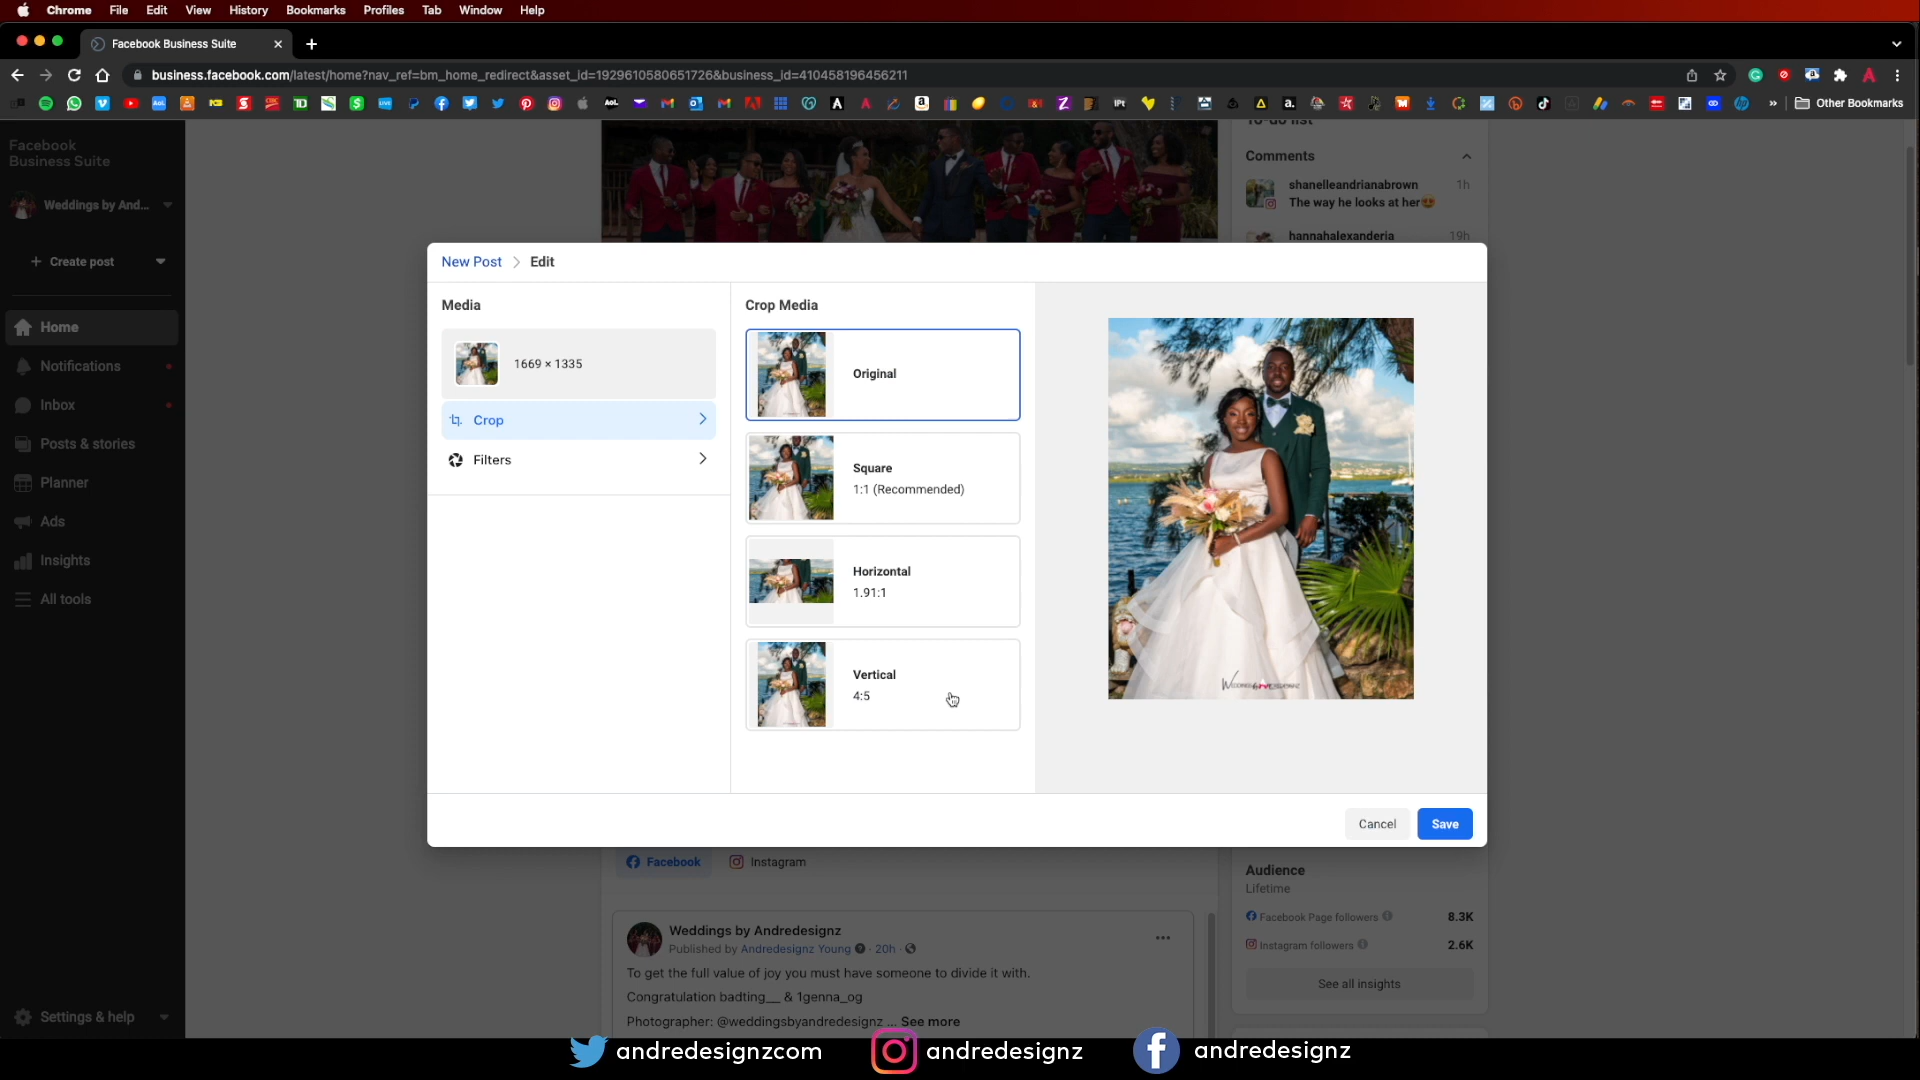 Chrome File Edit View History Bookmarks Profiles Tab Window Help
Facebook Business Suite
business.facebook.com/latest/home?nav_ref=bm_home_redirect&asset_id=1929610580651726&business_id=410458196456211
Other Bookmarks
Facebook
Business Suite
Weddings by And...
Create post
Home
Notifications
Inbox
Posts & stories
Planner
Ads
Insights
All tools
Settings & help
To-do list
Comments
shanelleandrianabrown 1h
The way he looks at her
hannahalexanderia 19h
New Post > Edit
Media
1669 × 1335
Crop
Filters
Crop Media
Original
Square
1:1 (Recommended)
Horizontal
1.91:1
Vertical
4:5
Cancel
Save
Facebook
Instagram
Weddings by Andredesignz
Published by Andredesignz Young · 20h ·
To get the full value of joy you must have someone to divide it with.
Congratulation badting__ & 1genna_og
Photographer: @weddingsbyandredesignz ... See more
Audience
Lifetime
Facebook Page followers 8.3K
Instagram followers 2.6K
See all insights
andredesignzcom
andredesignz
andredesignz